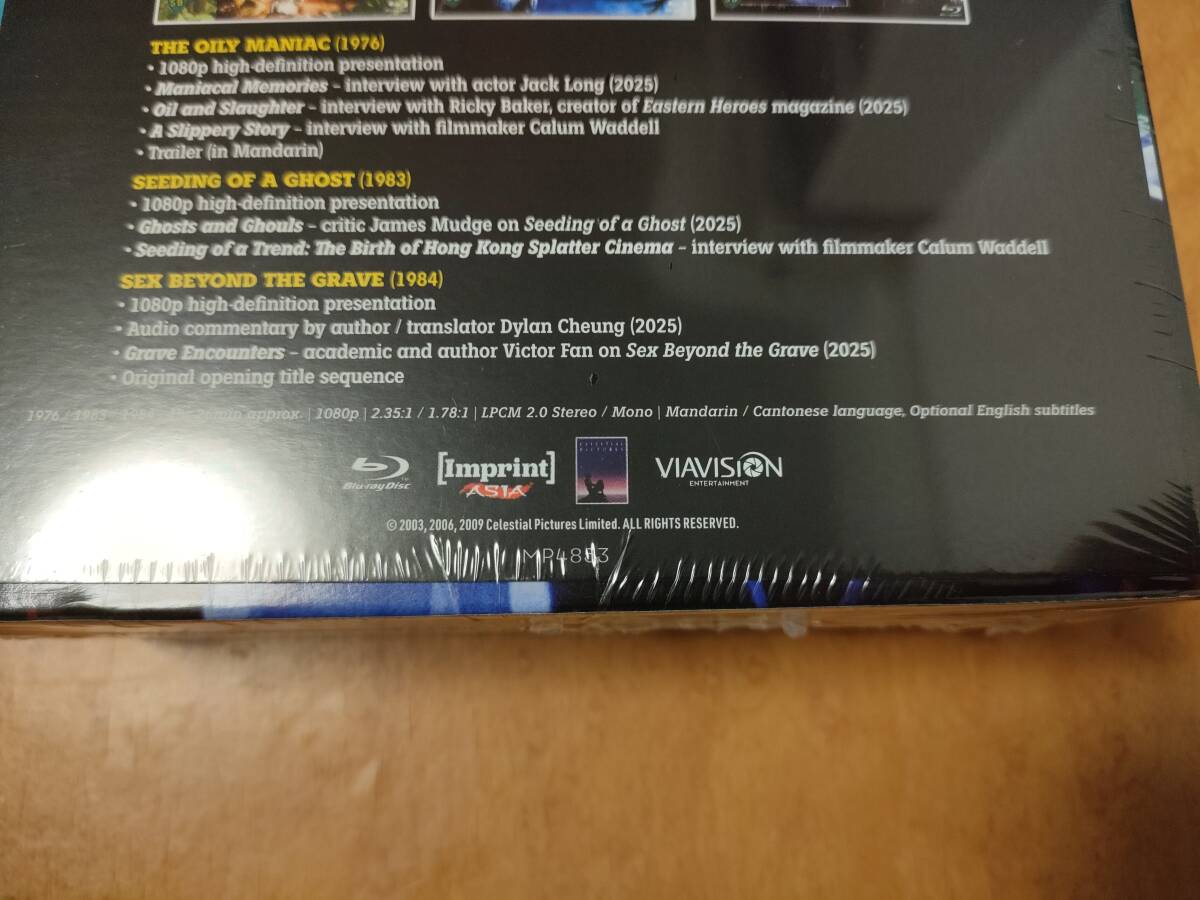 THE OILY MANIAC (1976)
• 1080p high-definition presentation
• Maniacal Memories – interview with actor Jack Long (2025)
• Oil and Slaughter – interview with Ricky Baker, creator of Eastern Heroes magazine (2025)
• A Slippery Story – interview with filmmaker Calum Waddell
• Trailer (in Mandarin)
SEEDING OF A GHOST (1983)
• 1080p high-definition presentation
• Ghosts and Ghouls – critic James Mudge on Seeding of a Ghost (2025)
• Seeding of a Trend: The Birth of Hong Kong Splatter Cinema – interview with filmmaker Calum Waddell
SEX BEYOND THE GRAVE (1984)
• 1080p high-definition presentation
• Audio commentary by author / translator Dylan Cheung (2025)
• Grave Encounters – academic and author Victor Fan on Sex Beyond the Grave (2025)
• Original opening title sequence
1976 / 1983 / 1984 approx. | 1080p | 2.35:1 / 1.78:1 | LPCM 2.0 Stereo / Mono | Mandarin / Cantonese language, Optional English subtitles
Blu-ray Disc
[Imprint]
ASIA
CELESTIAL
PICTURES
VIAVISION
ENTERTAINMENT
© 2003, 2006, 2009 Celestial Pictures Limited. ALL RIGHTS RESERVED.
IMP4853